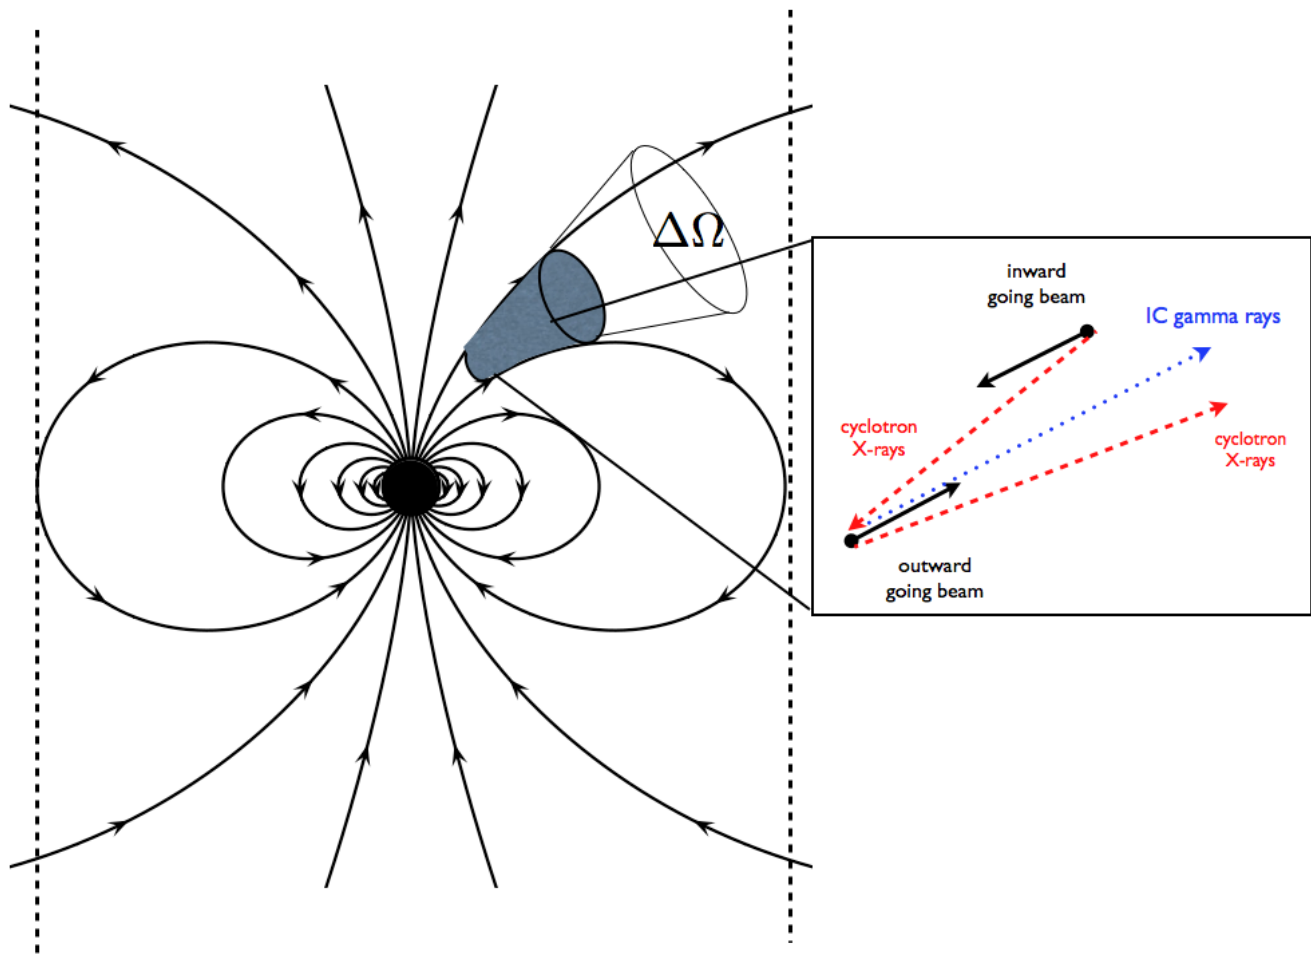 ΔΩ
inward
going beam
IC gamma rays
cyclotron
X-rays
cyclotron
X-rays
outward
going beam